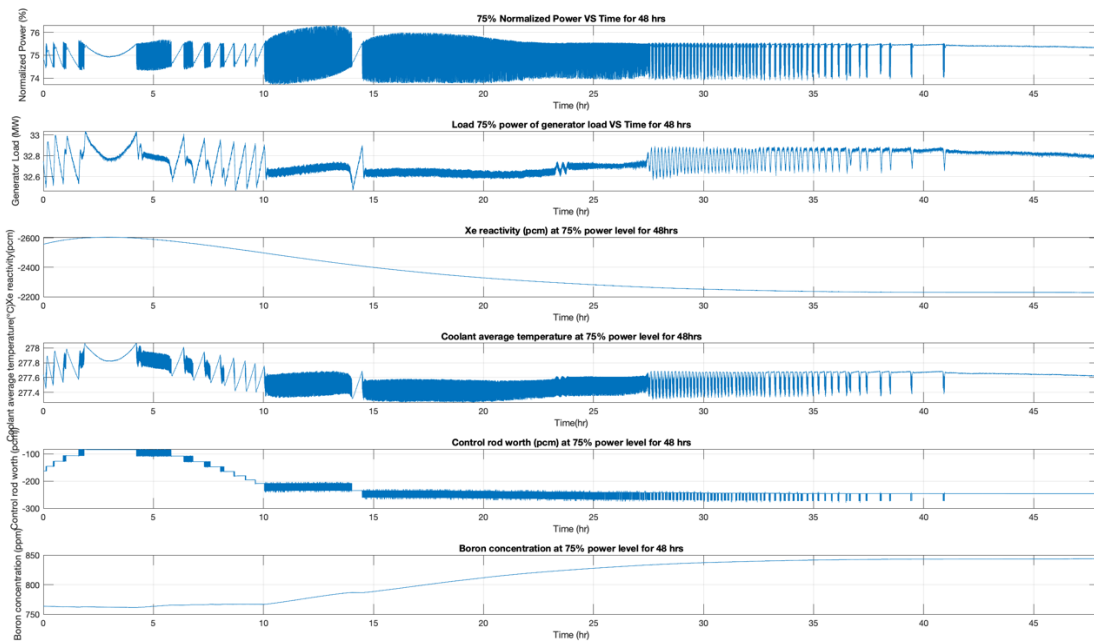 75% Normalized Power VS Time for 48 hrs
Normalized Power (%)
76
75
74
0 5 10 15 20 25 30 35 40 45
Time (hr)
Load 75% power of generator load VS Time for 48 hrs
Generator Load (MW)
33
32.8
32.6
0 5 10 15 20 25 30 35 40 45
Time (hr)
Xe reactivity (pcm) at 75% power level for 48hrs
Xe reactivity(pcm)
-2600
-2400
-2200
0 5 10 15 20 25 30 35 40 45
Time (hr)
Coolant average temperature at 75% power level for 48hrs
Coolant average temperature(°C)
278
277.8
277.6
277.4
0 5 10 15 20 25 30 35 40 45
Time(hr)
Control rod worth (pcm) at 75% power level for 48 hrs
Control rod worth (pcm)
-100
-200
-300
0 5 10 15 20 25 30 35 40 45
Time (hr)
Boron concentration at 75% power level for 48 hrs
Boron concentration (ppm)
850
800
750
0 5 10 15 20 25 30 35 40 45
Time (hr)